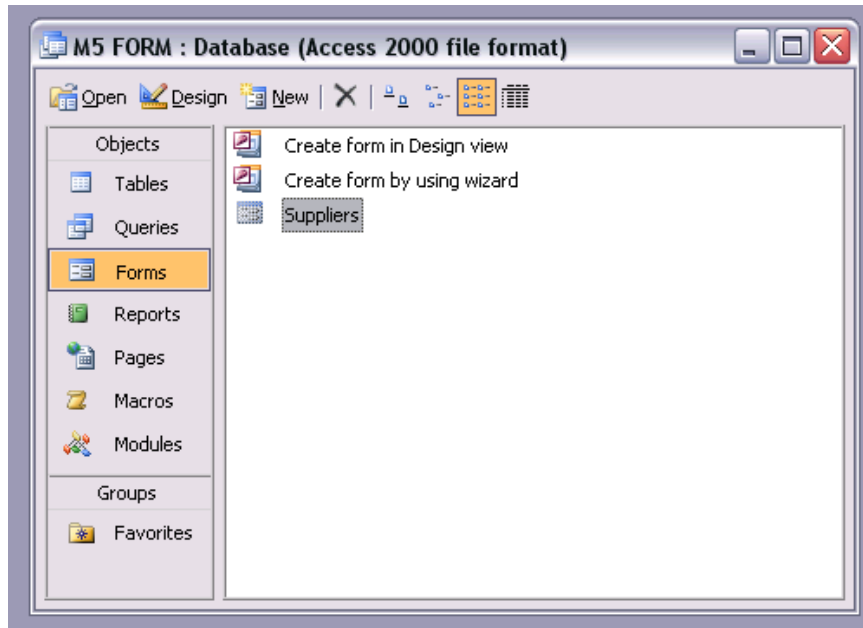 M5 FORM : Database (Access 2000 file format)
Open Design New
Objects
Tables
Queries
Forms
Reports
Pages
Macros
Modules
Groups
Favorites
Create form in Design view
Create form by using wizard
Suppliers